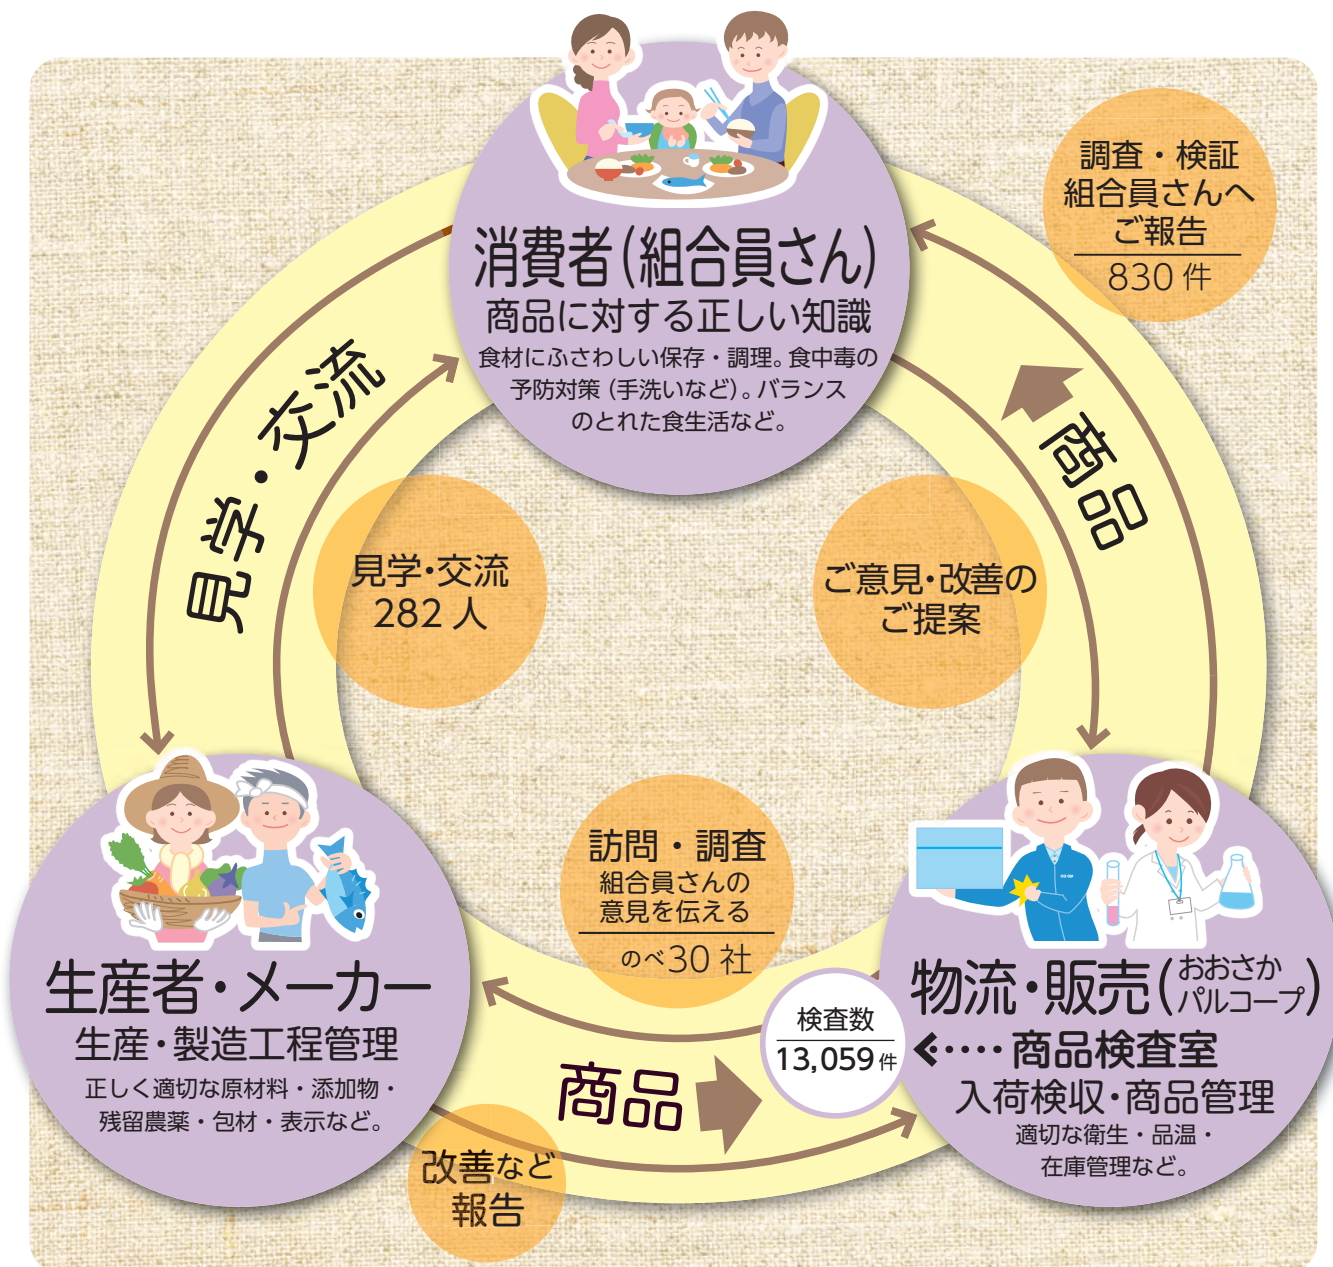 消費者(組合員さん)
商品に対する正しい知識
食材にふさわしい保存・調理。食中毒の
予防対策(手洗いなど)。バランス
のとれた食生活など。
調査・検証
組合員さんへ
ご報告
830 件
見学・交流
商品
見学・交流
282 人
ご意見・改善の
ご提案
訪問・調査
組合員さんの
意見を伝える
のべ30 社
生産者・メーカー
生産・製造工程管理
正しく適切な原材料・添加物・
残留農薬・包材・表示など。
商品
検査数
13,059 件
改善など
報告
物流・販売(おおさか
パルコープ)
商品検査室
入荷検収・商品管理
適切な衛生・品温・
在庫管理など。